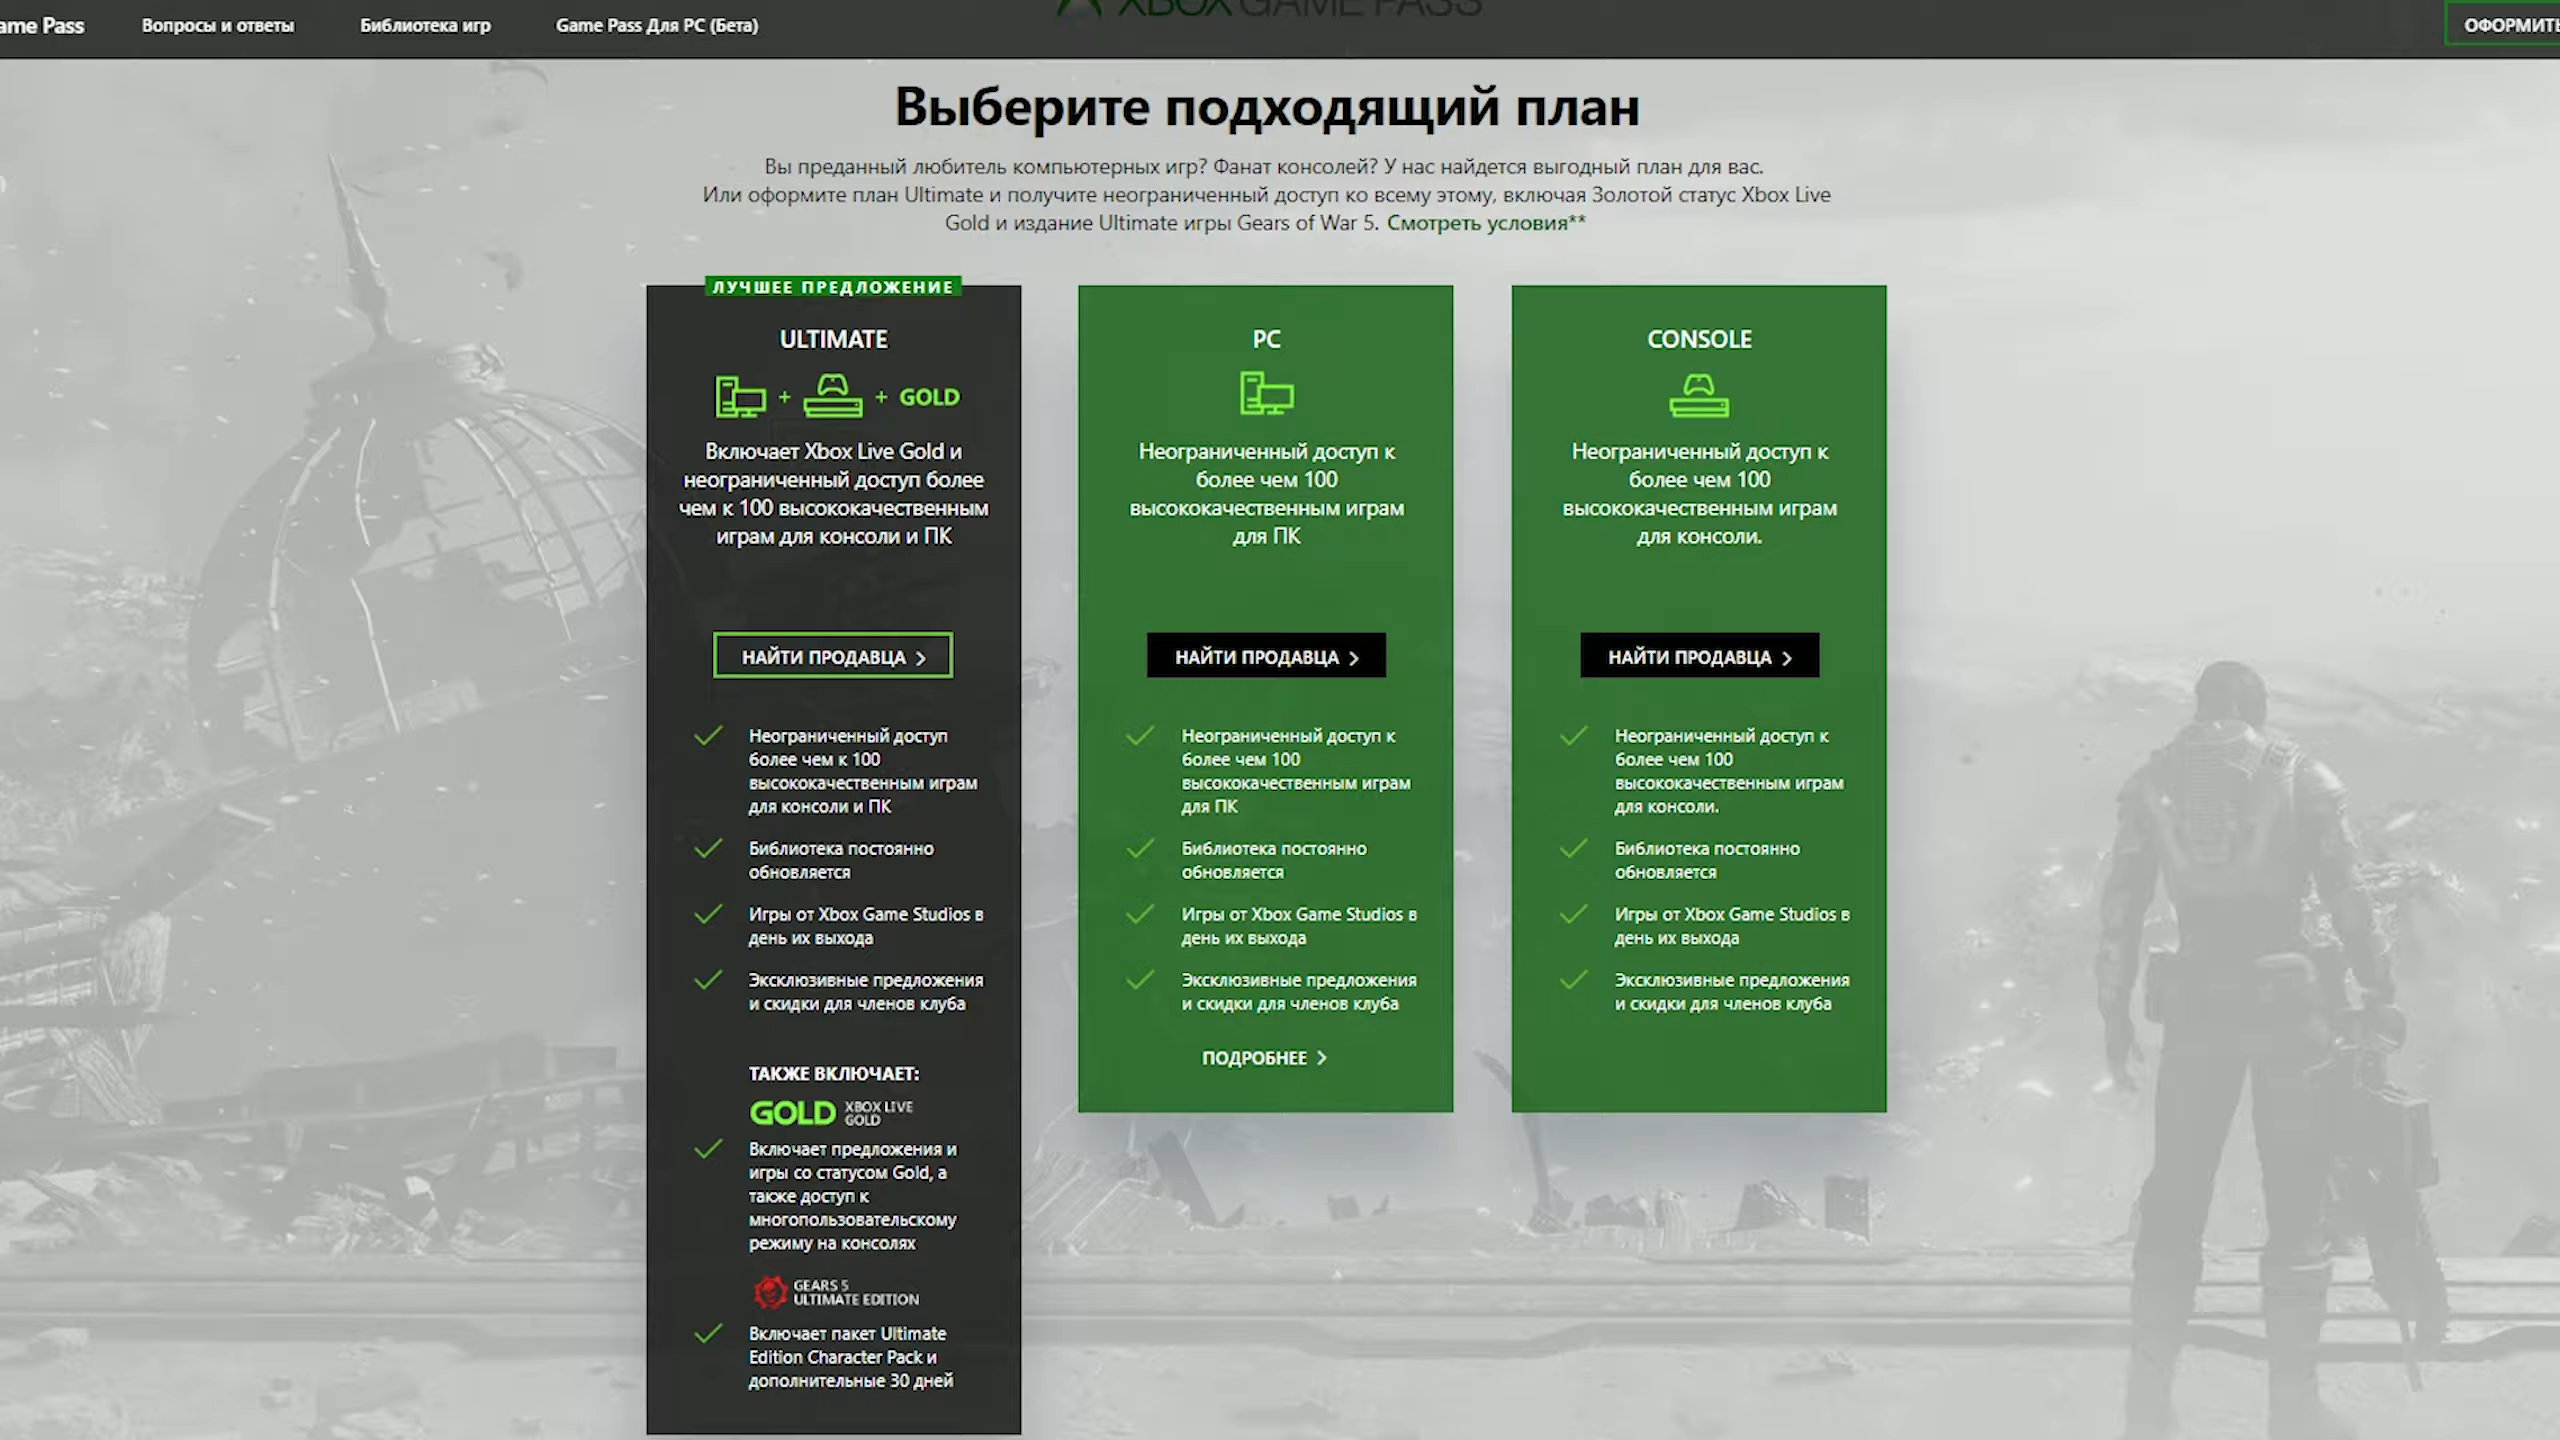 ame Pass
Вопросы и ответы
Библиотека игр
Game Pass Для PC (Бета)
XBOX GAME PASS
ОФОРМИТЬ
Выберите подходящий план
Вы преданный любитель компьютерных игр? Фанат консолей? У нас найдется выгодный план для вас.
Или оформите план Ultimate и получите неограниченный доступ ко всему этому, включая Золотой статус Xbox Live
Gold и издание Ultimate игры Gears of War 5. Смотреть условия**
ЛУЧШЕЕ ПРЕДЛОЖЕНИЕ
ULTIMATE
+ + GOLD
Включает Xbox Live Gold и
неограниченный доступ более
чем к 100 высококачественным
играм для консоли и ПК
НАЙТИ ПРОДАВЦА
Неограниченный доступ
более чем к 100
высококачественным играм
для консоли и ПК
Библиотека постоянно
обновляется
Игры от Xbox Game Studios в
день их выхода
Эксклюзивные предложения
и скидки для членов клуба
ТАКЖЕ ВКЛЮЧАЕТ:
GOLD XBOX LIVE
GOLD
Включает предложения и
игры со статусом Gold, а
также доступ к
многопользовательскому
режиму на консолях
GEARS 5
ULTIMATE EDITION
Включает пакет Ultimate
Edition Character Pack и
дополнительные 30 дней
PC
Неограниченный доступ к
более чем 100
высококачественным играм
для ПК
НАЙТИ ПРОДАВЦА
Неограниченный доступ к
более чем 100
высококачественным играм
для ПК
Библиотека постоянно
обновляется
Игры от Xbox Game Studios в
день их выхода
Эксклюзивные предложения
и скидки для членов клуба
ПОДРОБНЕЕ
CONSOLE
Неограниченный доступ к
более чем 100
высококачественным играм
для консоли.
НАЙТИ ПРОДАВЦА
Неограниченный доступ к
более чем 100
высококачественным играм
для консоли.
Библиотека постоянно
обновляется
Игры от Xbox Game Studios в
день их выхода
Эксклюзивные предложения
и скидки для членов клуба